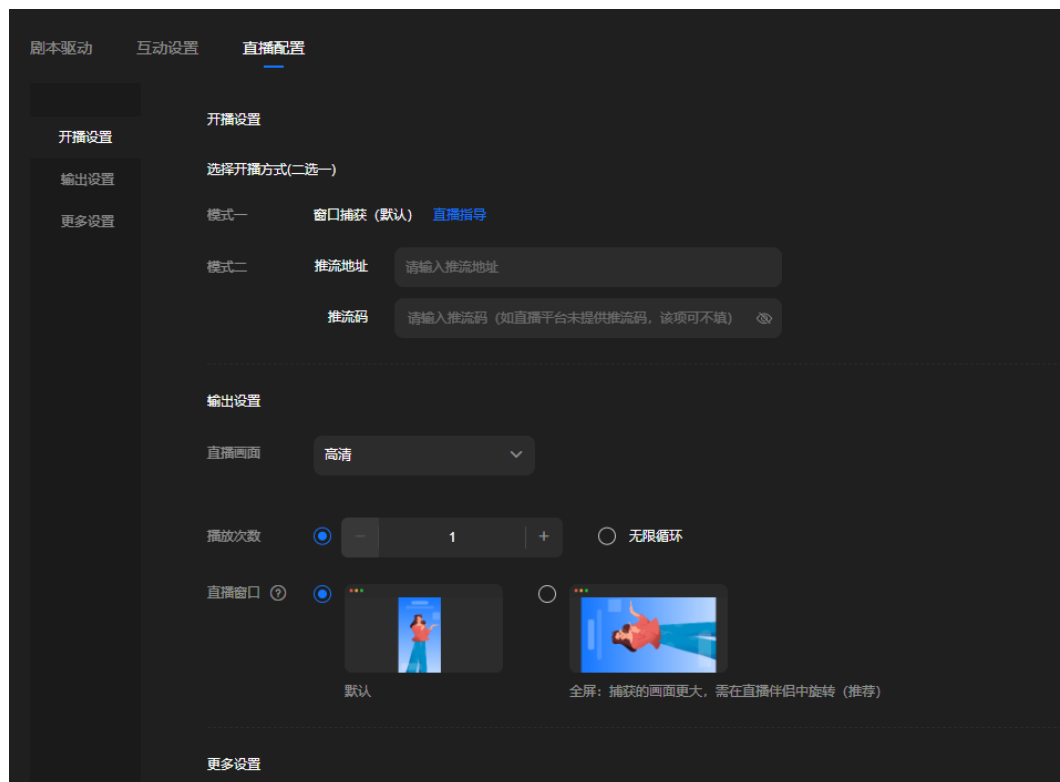 剧本驱动 互动设置 直播配置
开播设置
输出设置
更多设置
开播设置
选择开播方式(二选一)
模式一 窗口捕获（默认） 直播指导
模式二 推流地址 请输入推流地址
推流码 请输入推流码（如直播平台未提供推流码，该项可不填）
输出设置
直播画面 高清
播放次数 − 1 + 无限循环
直播窗口 ?
默认
全屏：捕获的画面更大，需在直播伴侣中旋转（推荐）
更多设置